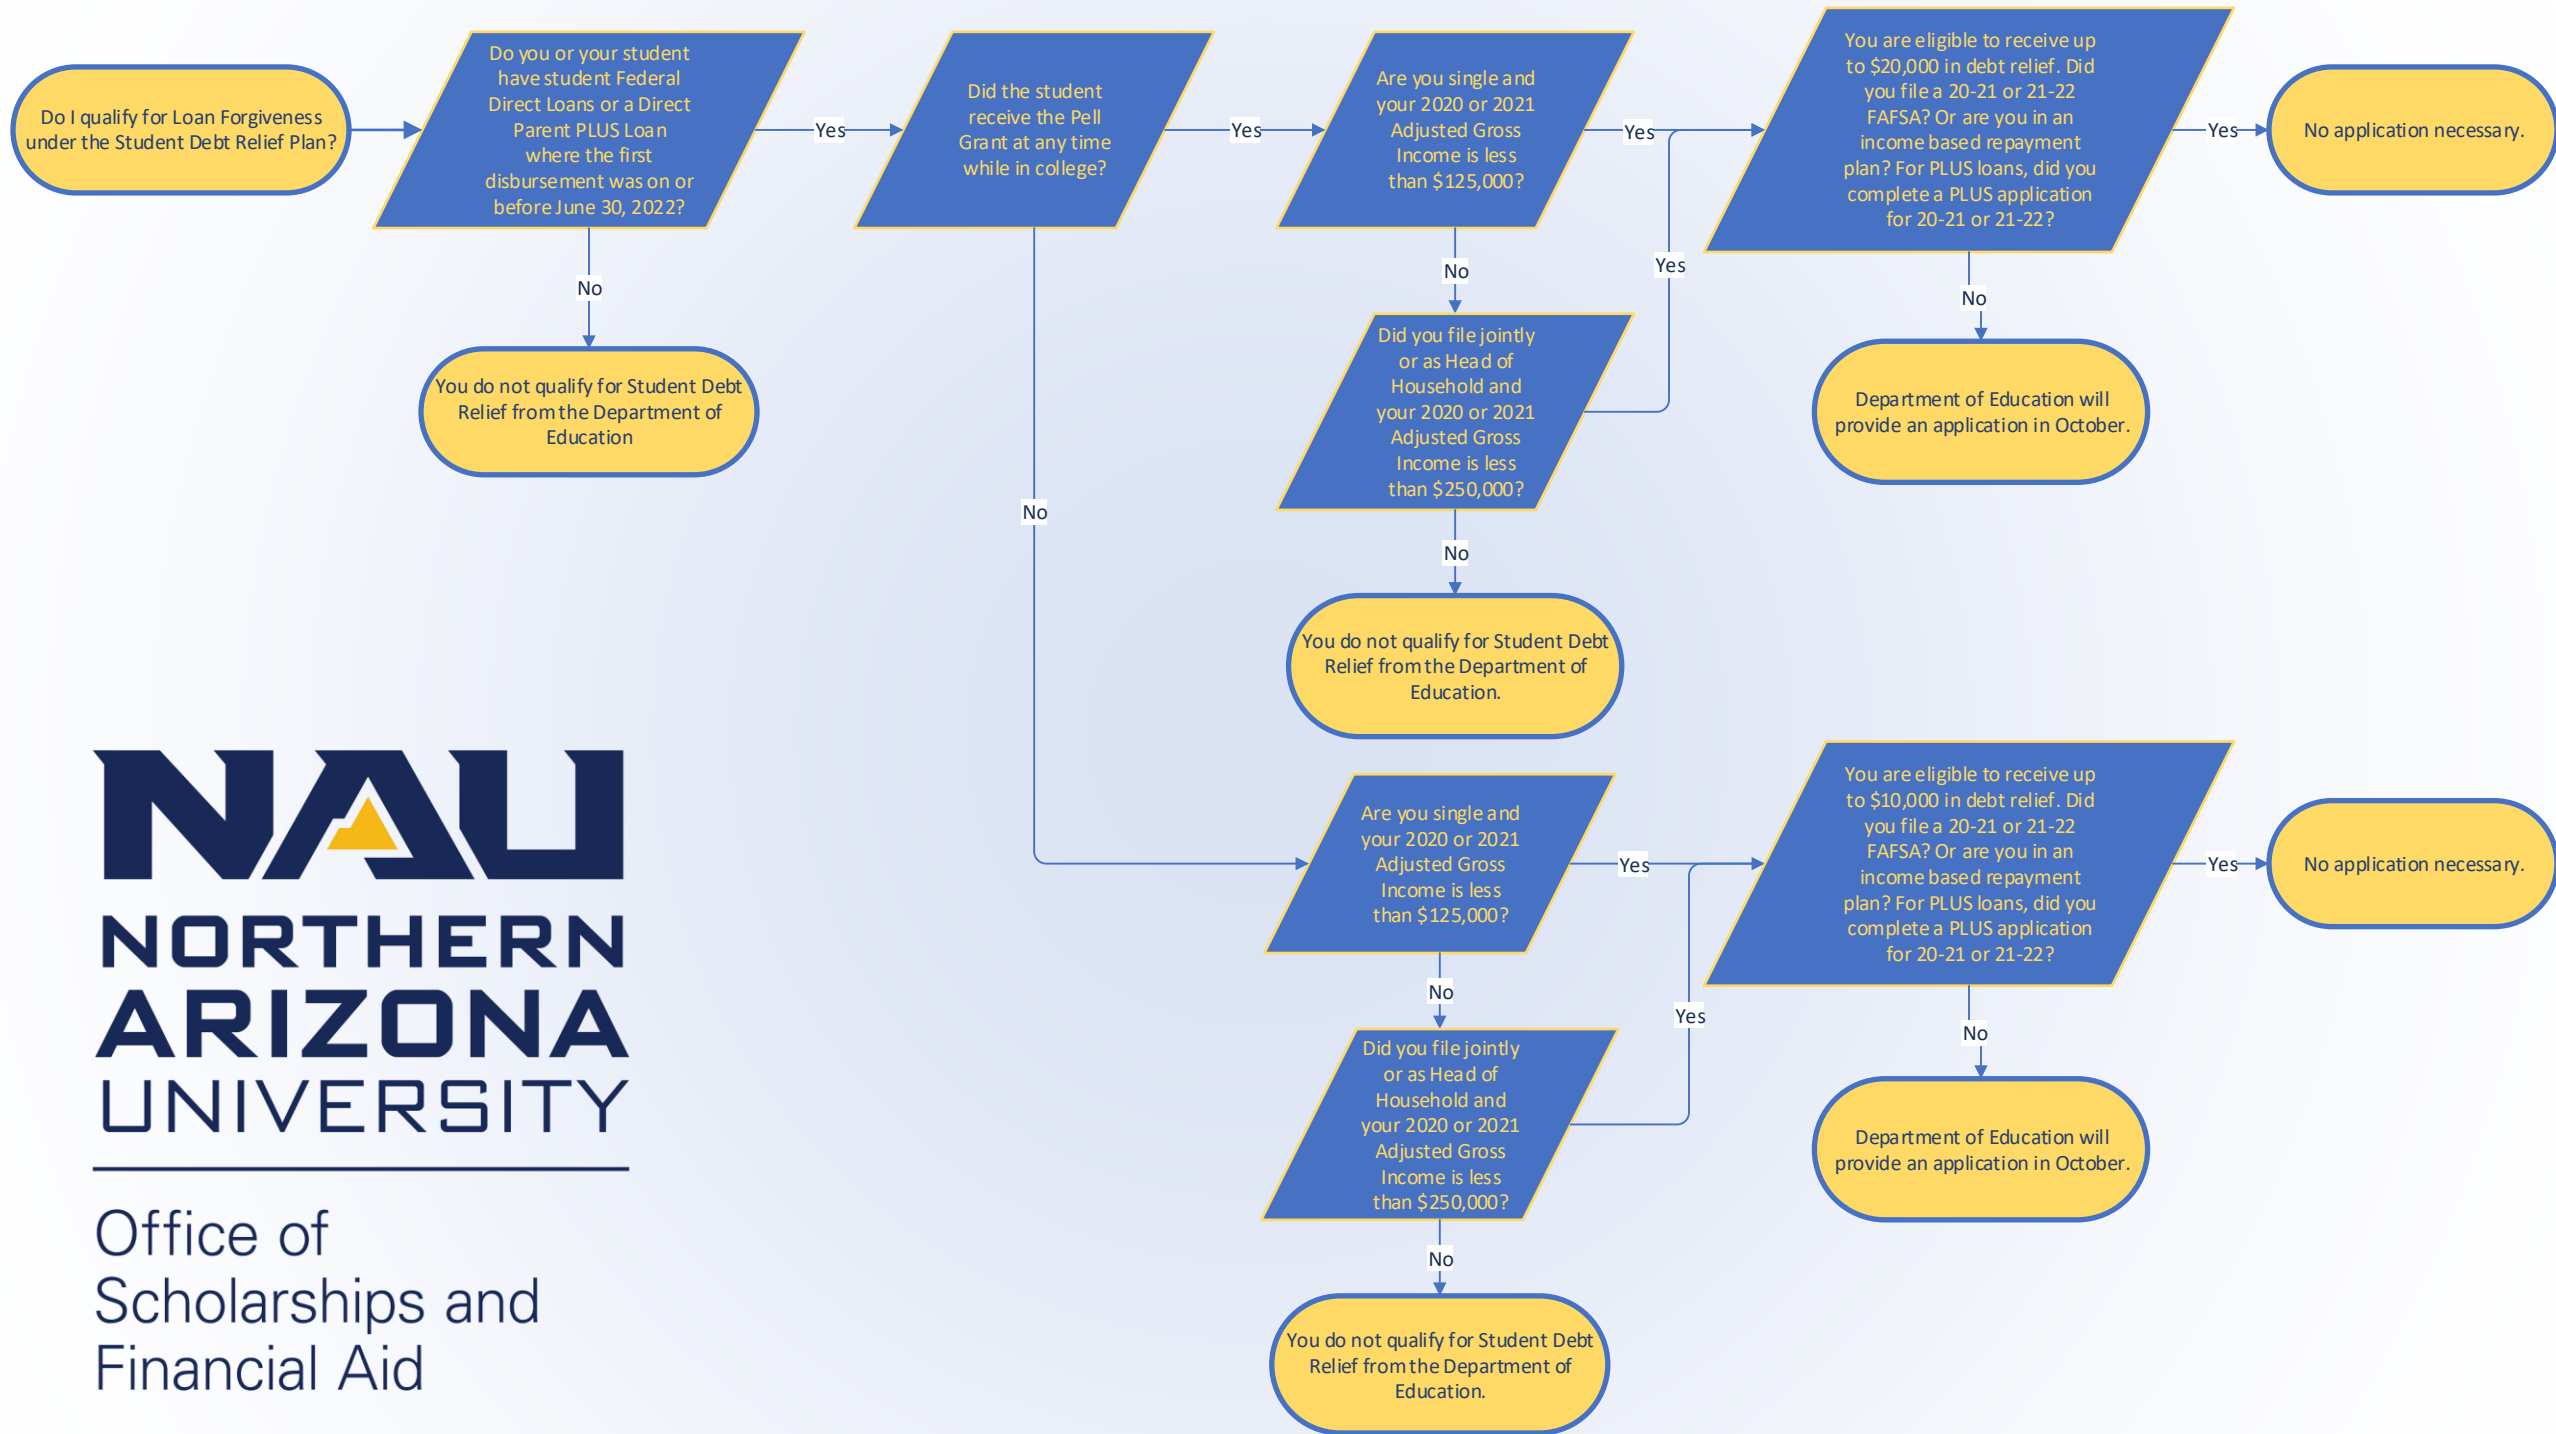 Do I qualify for Loan Forgiveness
under the Student Debt Relief Plan?
Do you or your student
have student Federal
Direct Loans or a Direct
Parent PLUS Loan
where the first
disbursement was on or
before June 30, 2022?
Yes
No
You do not qualify for Student Debt
Relief from the Department of
Education
Did the student
receive the Pell
Grant at any time
while in college?
Yes
No
Are you single and
your 2020 or 2021
Adjusted Gross
Income is less
than $125,000?
Yes
No
Did you file jointly
or as Head of
Household and
your 2020 or 2021
Adjusted Gross
Income is less
than $250,000?
Yes
No
You do not qualify for Student Debt
Relief from the Department of
Education.
You are eligible to receive up
to $20,000 in debt relief. Did
you file a 20-21 or 21-22
FAFSA? Or are you in an
income based repayment
plan? For PLUS loans, did you
complete a PLUS application
for 20-21 or 21-22?
Yes
No application necessary.
No
Department of Education will
provide an application in October.
Are you single and
your 2020 or 2021
Adjusted Gross
Income is less
than $125,000?
Yes
No
Did you file jointly
or as Head of
Household and
your 2020 or 2021
Adjusted Gross
Income is less
than $250,000?
Yes
No
You do not qualify for Student Debt
Relief from the Department of
Education.
You are eligible to receive up
to $10,000 in debt relief. Did
you file a 20-21 or 21-22
FAFSA? Or are you in an
income based repayment
plan? For PLUS loans, did you
complete a PLUS application
for 20-21 or 21-22?
Yes
No application necessary.
No
Department of Education will
provide an application in October.
NAU
NORTHERN
ARIZONA
UNIVERSITY
Office of
Scholarships and
Financial Aid